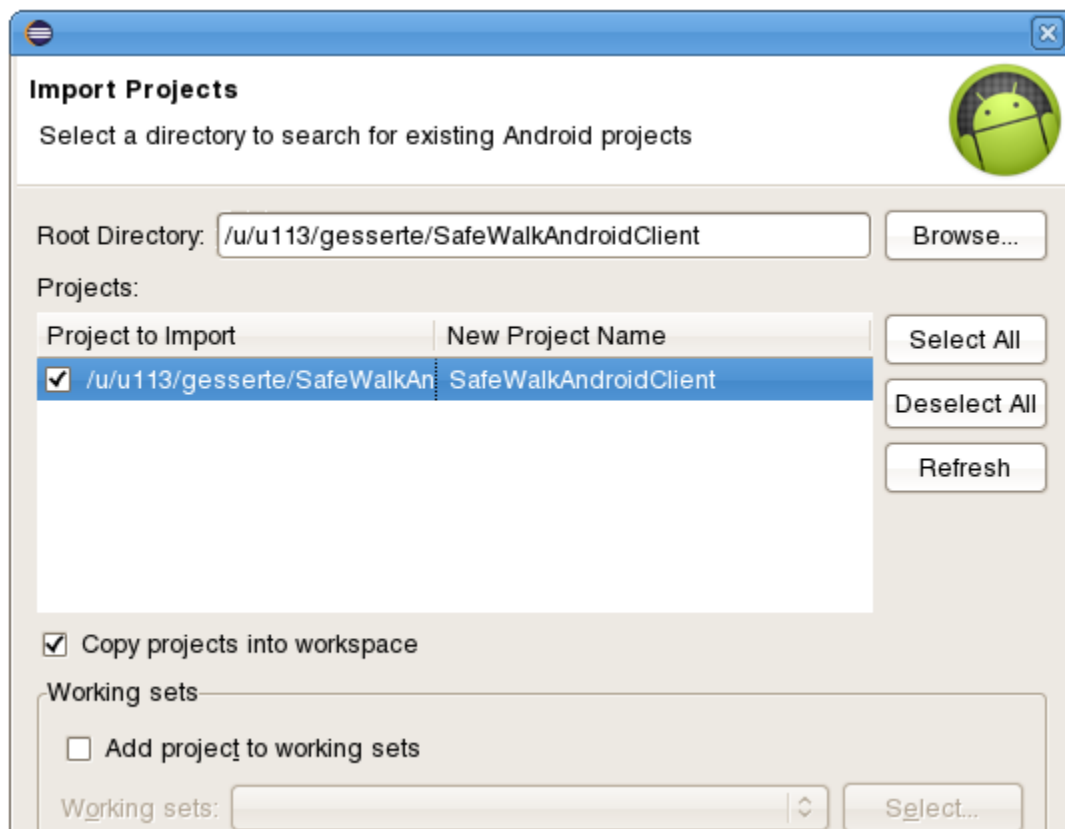 Import Projects
Select a directory to search for existing Android projects
Root Directory: /u/u113/gesserte/SafeWalkAndroidClient Browse...
Projects:
Project to Import New Project Name Select All
/u/u113/gesserte/SafeWalkAn SafeWalkAndroidClient
Deselect All
Refresh
Copy projects into workspace
Working sets
Add project to working sets
Working sets: Select...